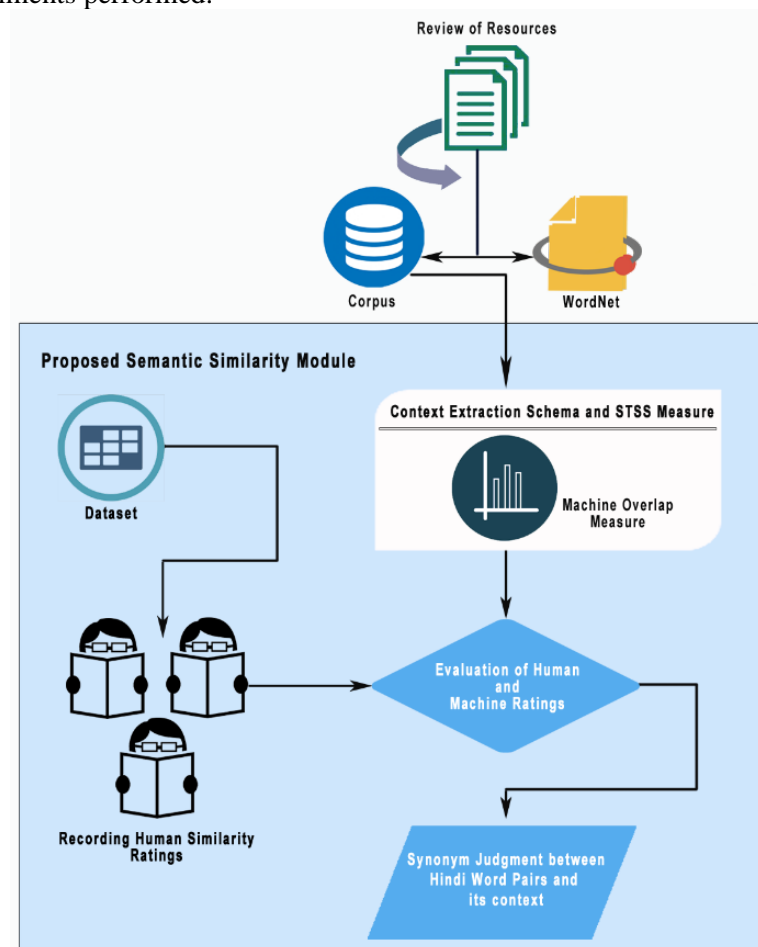 ments performed.
Review of Resources
Corpus
WordNet
Proposed Semantic Similarity Module
Context Extraction Schema and STSS Measure
Machine Overlap
Measure
Dataset
Evaluation of Human
and
Machine Ratings
Recording Human Similarity
Ratings
Synonym Judgment between
Hindi Word Pairs and
its context